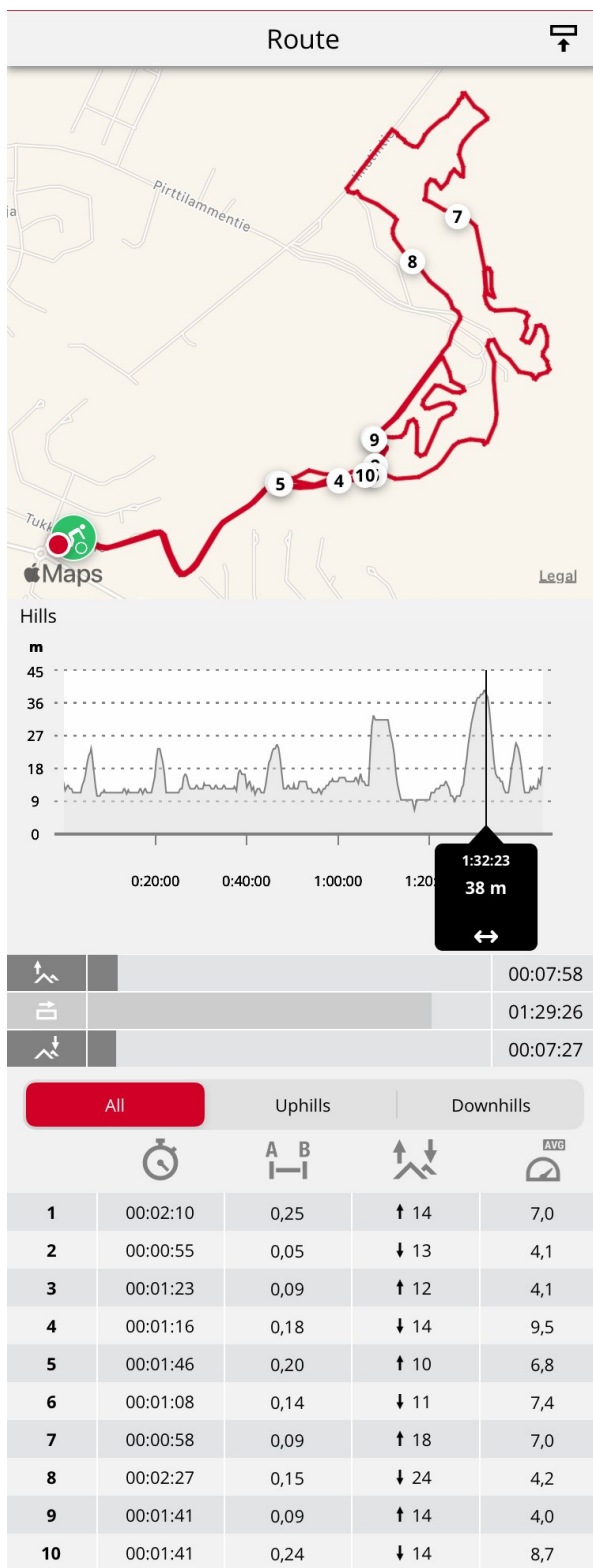 Route
Pirttilammentie
ja
7
8
9
10
4
5
Tukk
Maps
Legal
Hills
m
45
36
27
18
9
0
0:20:00 0:40:00 1:00:00 1:20:
1:32:23
38 m
00:07:58
01:29:26
00:07:27
All Uphills Downhills
A B AVG
1 00:02:10 0,25 14 7,0
2 00:00:55 0,05 13 4,1
3 00:01:23 0,09 12 4,1
4 00:01:16 0,18 14 9,5
5 00:01:46 0,20 10 6,8
6 00:01:08 0,14 11 7,4
7 00:00:58 0,09 18 7,0
8 00:02:27 0,15 24 4,2
9 00:01:41 0,09 14 4,0
10 00:01:41 0,24 14 8,7